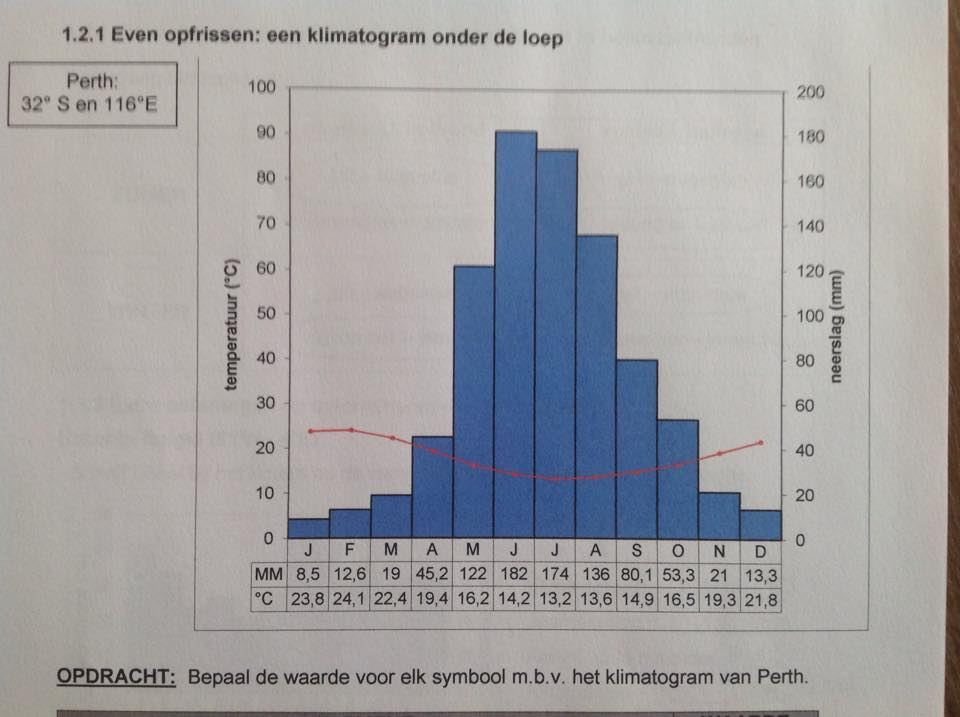 1.2.1 Even opfrissen: een klimatogram onder de loep
Perth:
32° S en 116°E
temperatuur (°C)
100
90
80
70
60
50
40
30
20
10
0
200
180
160
140
120
100
80
60
40
20
0
neerslag (mm)
J F M A M J J A S O N D
MM 8,5 12,6 19 45,2 122 182 174 136 80,1 53,3 21 13,3
°C 23,8 24,1 22,4 19,4 16,2 14,2 13,2 13,6 14,9 16,5 19,3 21,8
OPDRACHT: Bepaal de waarde voor elk symbool m.b.v. het klimatogram van Perth.